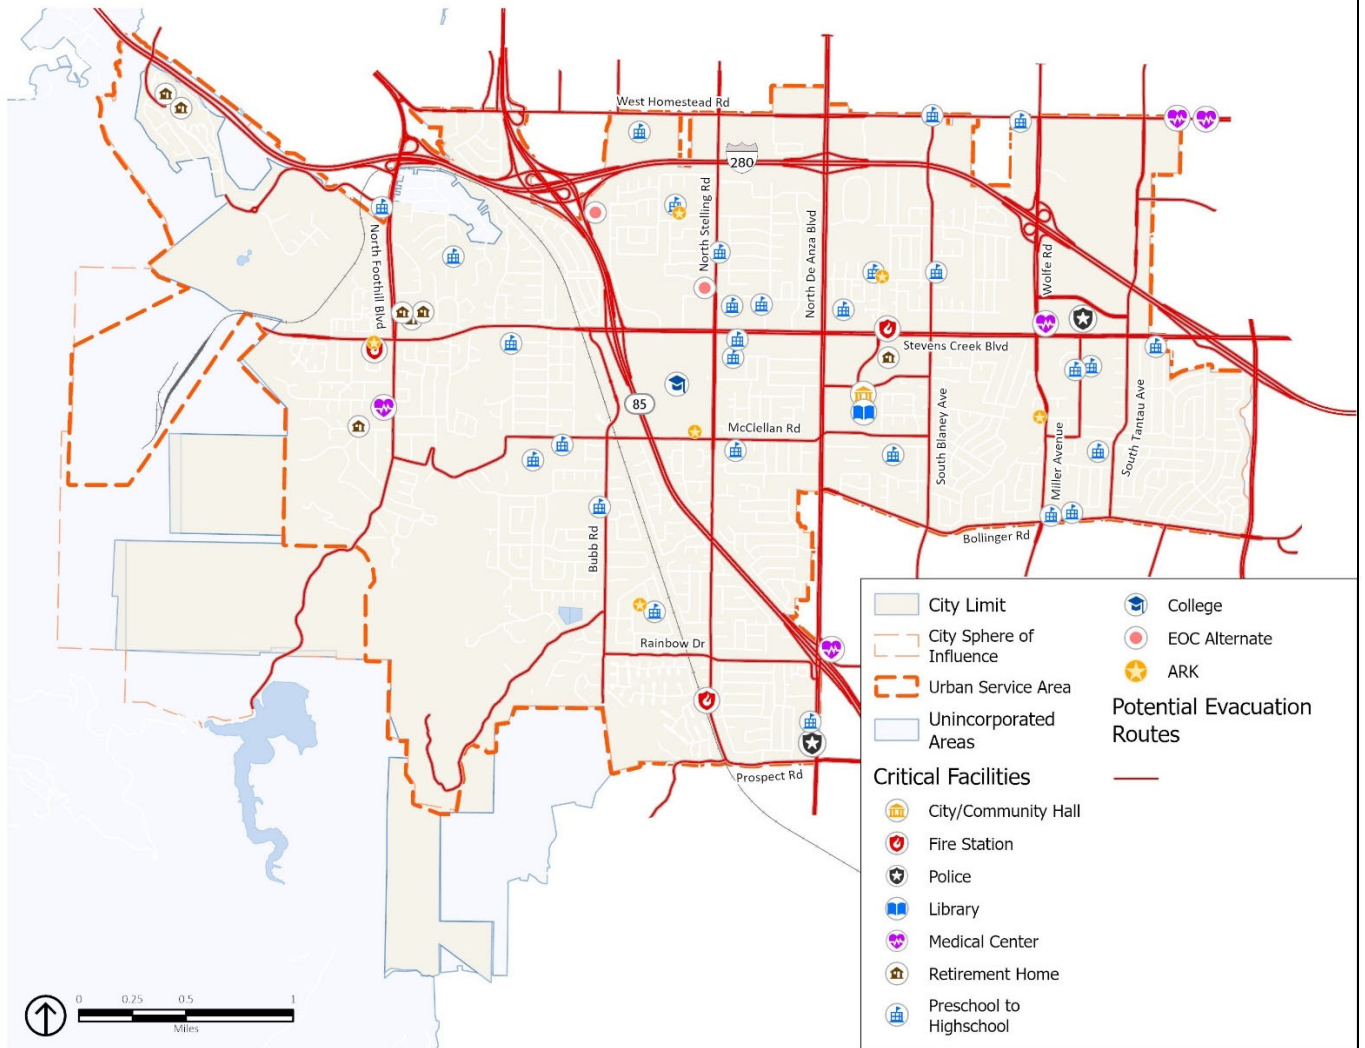 West Homestead Rd
280
North Stelling Rd
North De Anza Blvd
Wolfe Rd
North Foothill Blvd
Stevens Creek Blvd
85
McClellan Rd
South Blaney Ave
Miller Avenue
South Tantau Ave
Bubb Rd
Bollinger Rd
Rainbow Dr
Prospect Rd
City Limit
City Sphere of
Influence
Urban Service Area
Unincorporated
Areas
Critical Facilities
City/Community Hall
Fire Station
Police
Library
Medical Center
Retirement Home
Preschool to
Highschool
College
EOC Alternate
ARK
Potential Evacuation
Routes
0 0.25 0.5 1
Miles